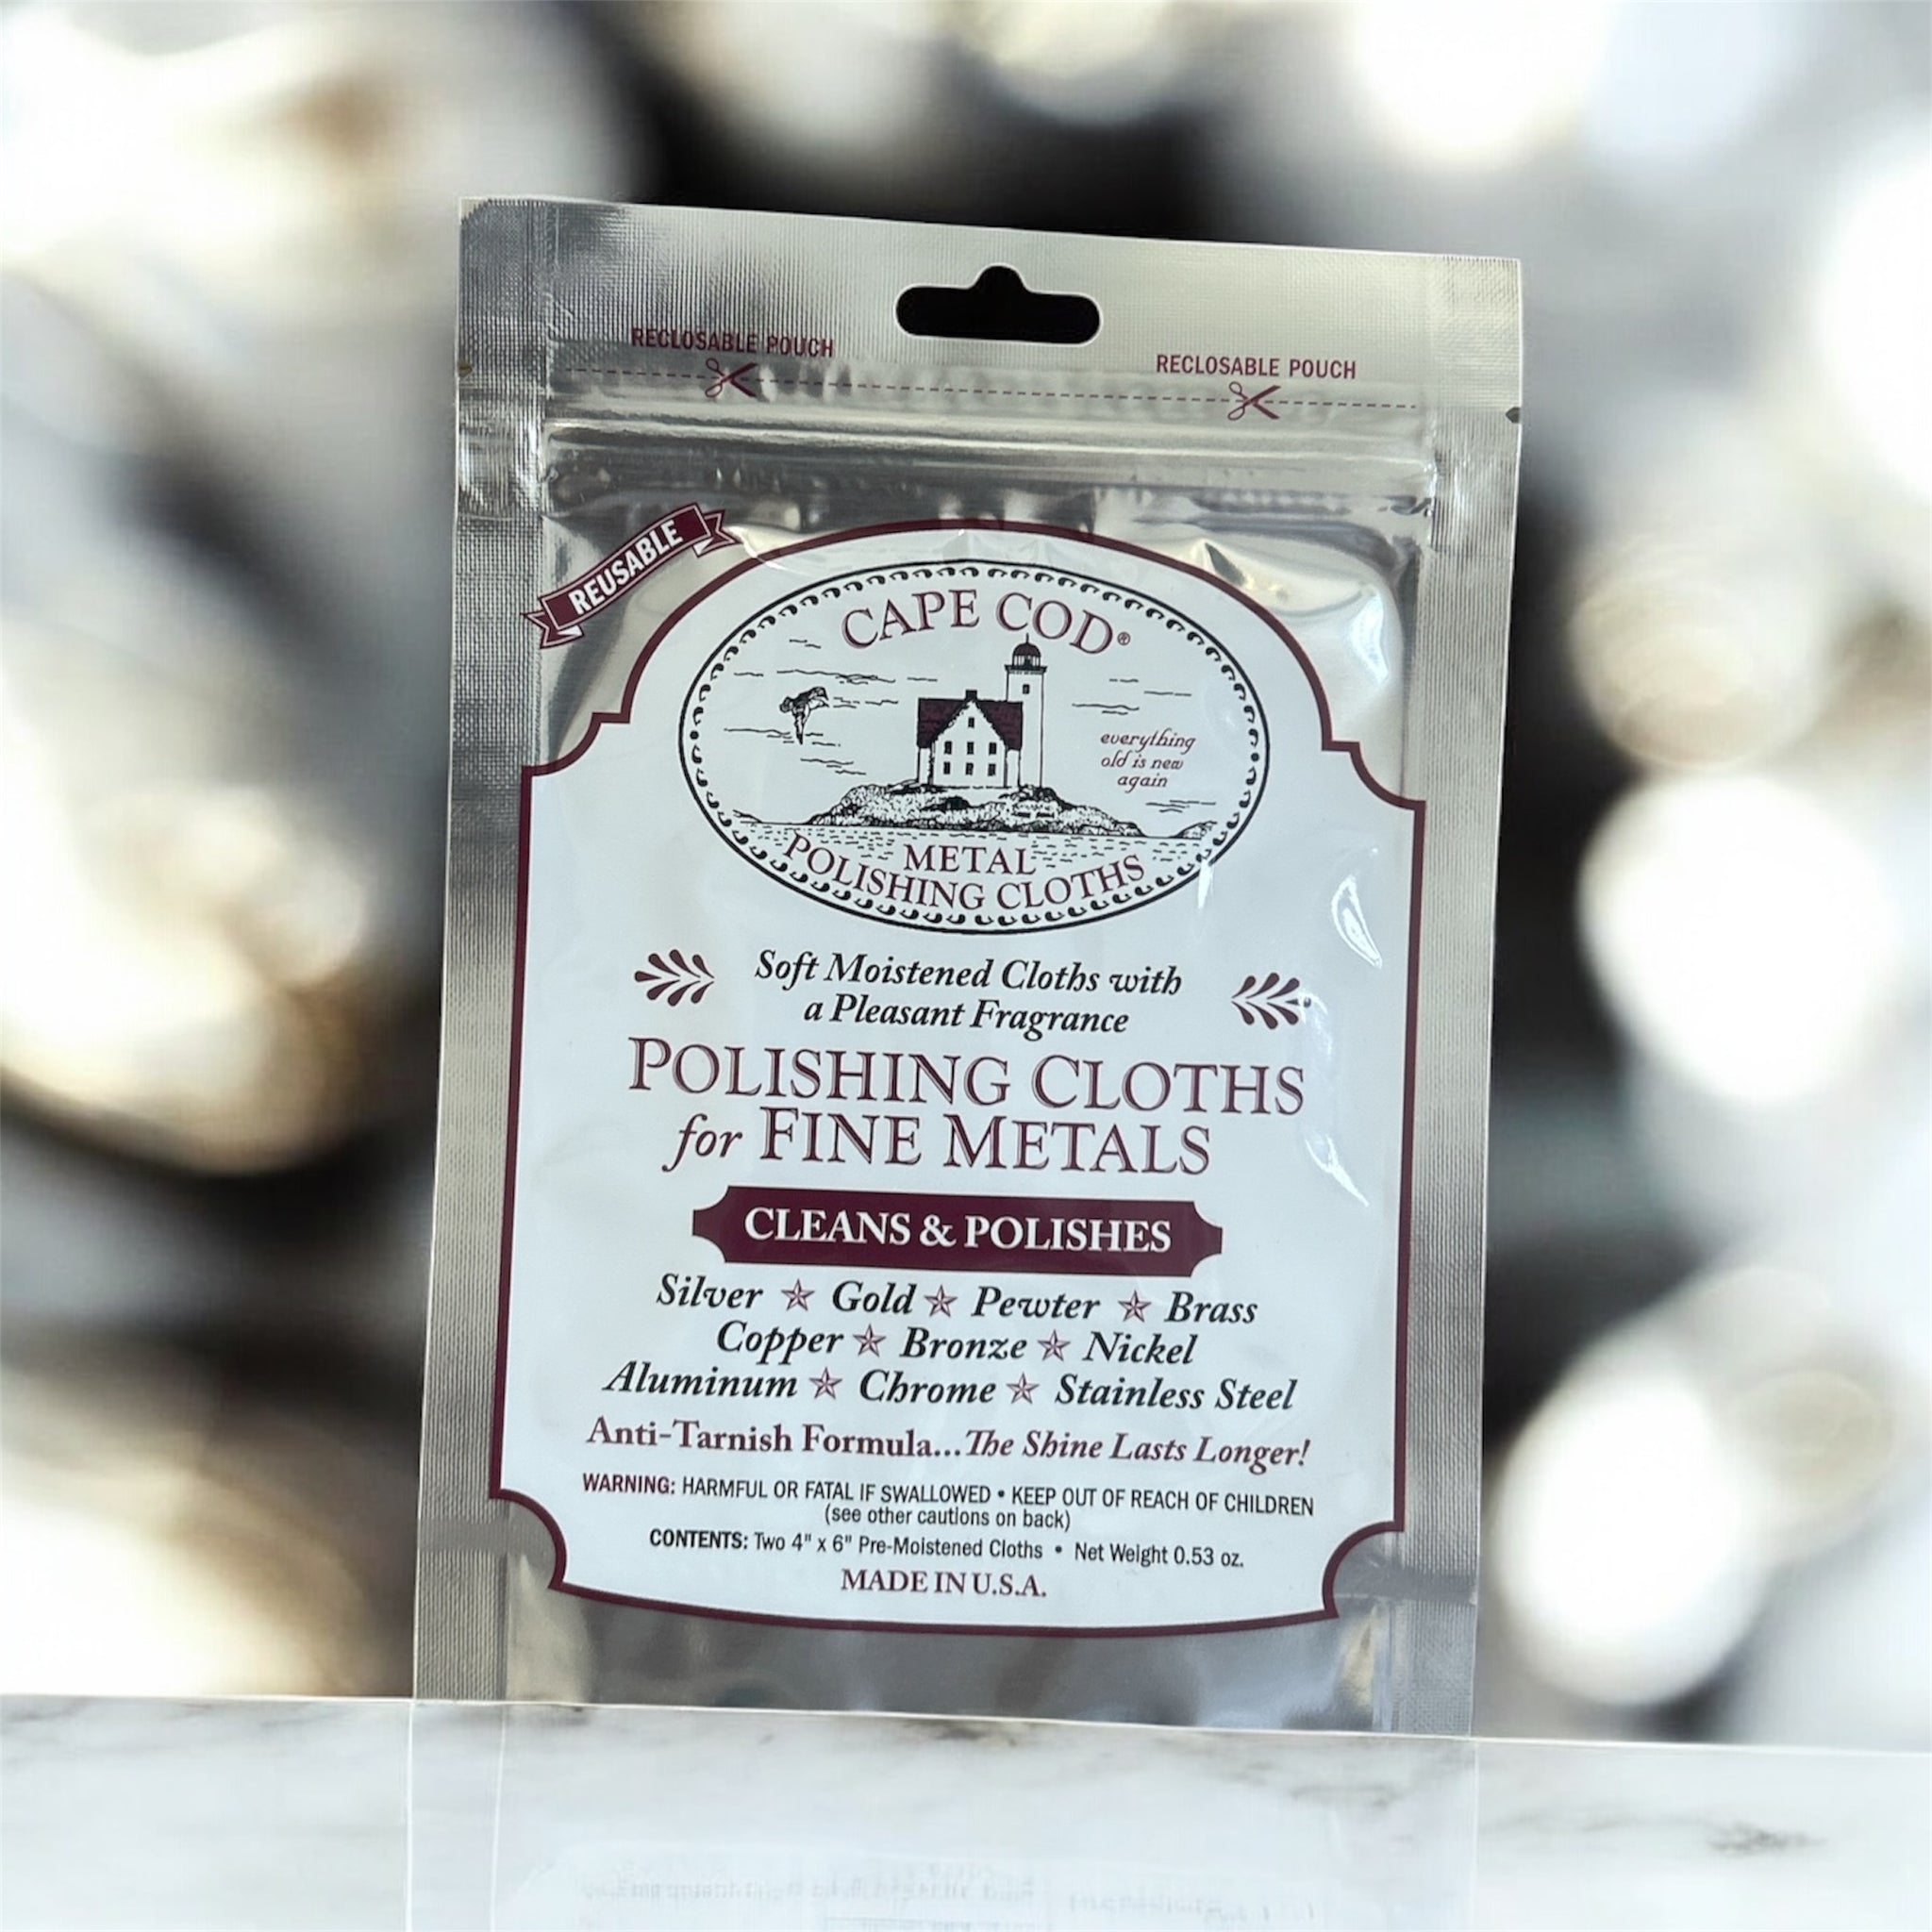 RECLOSABLE POUCH
RECLOSABLE POUCH
REUSABLE
CAPE COD®
everything
old is new
again
METAL
POLISHING CLOTHS
Soft Moistened Cloths with
a Pleasant Fragrance
POLISHING CLOTHS
for FINE METALS
CLEANS & POLISHES
Silver ☆ Gold ☆ Pewter ☆ Brass
Copper ☆ Bronze ☆ Nickel
Aluminum ☆ Chrome ☆ Stainless Steel
Anti-Tarnish Formula...The Shine Lasts Longer!
WARNING: HARMFUL OR FATAL IF SWALLOWED • KEEP OUT OF REACH OF CHILDREN
(see other cautions on back)
CONTENTS: Two 4" x 6" Pre-Moistened Cloths • Net Weight 0.53 oz.
MADE IN U.S.A.